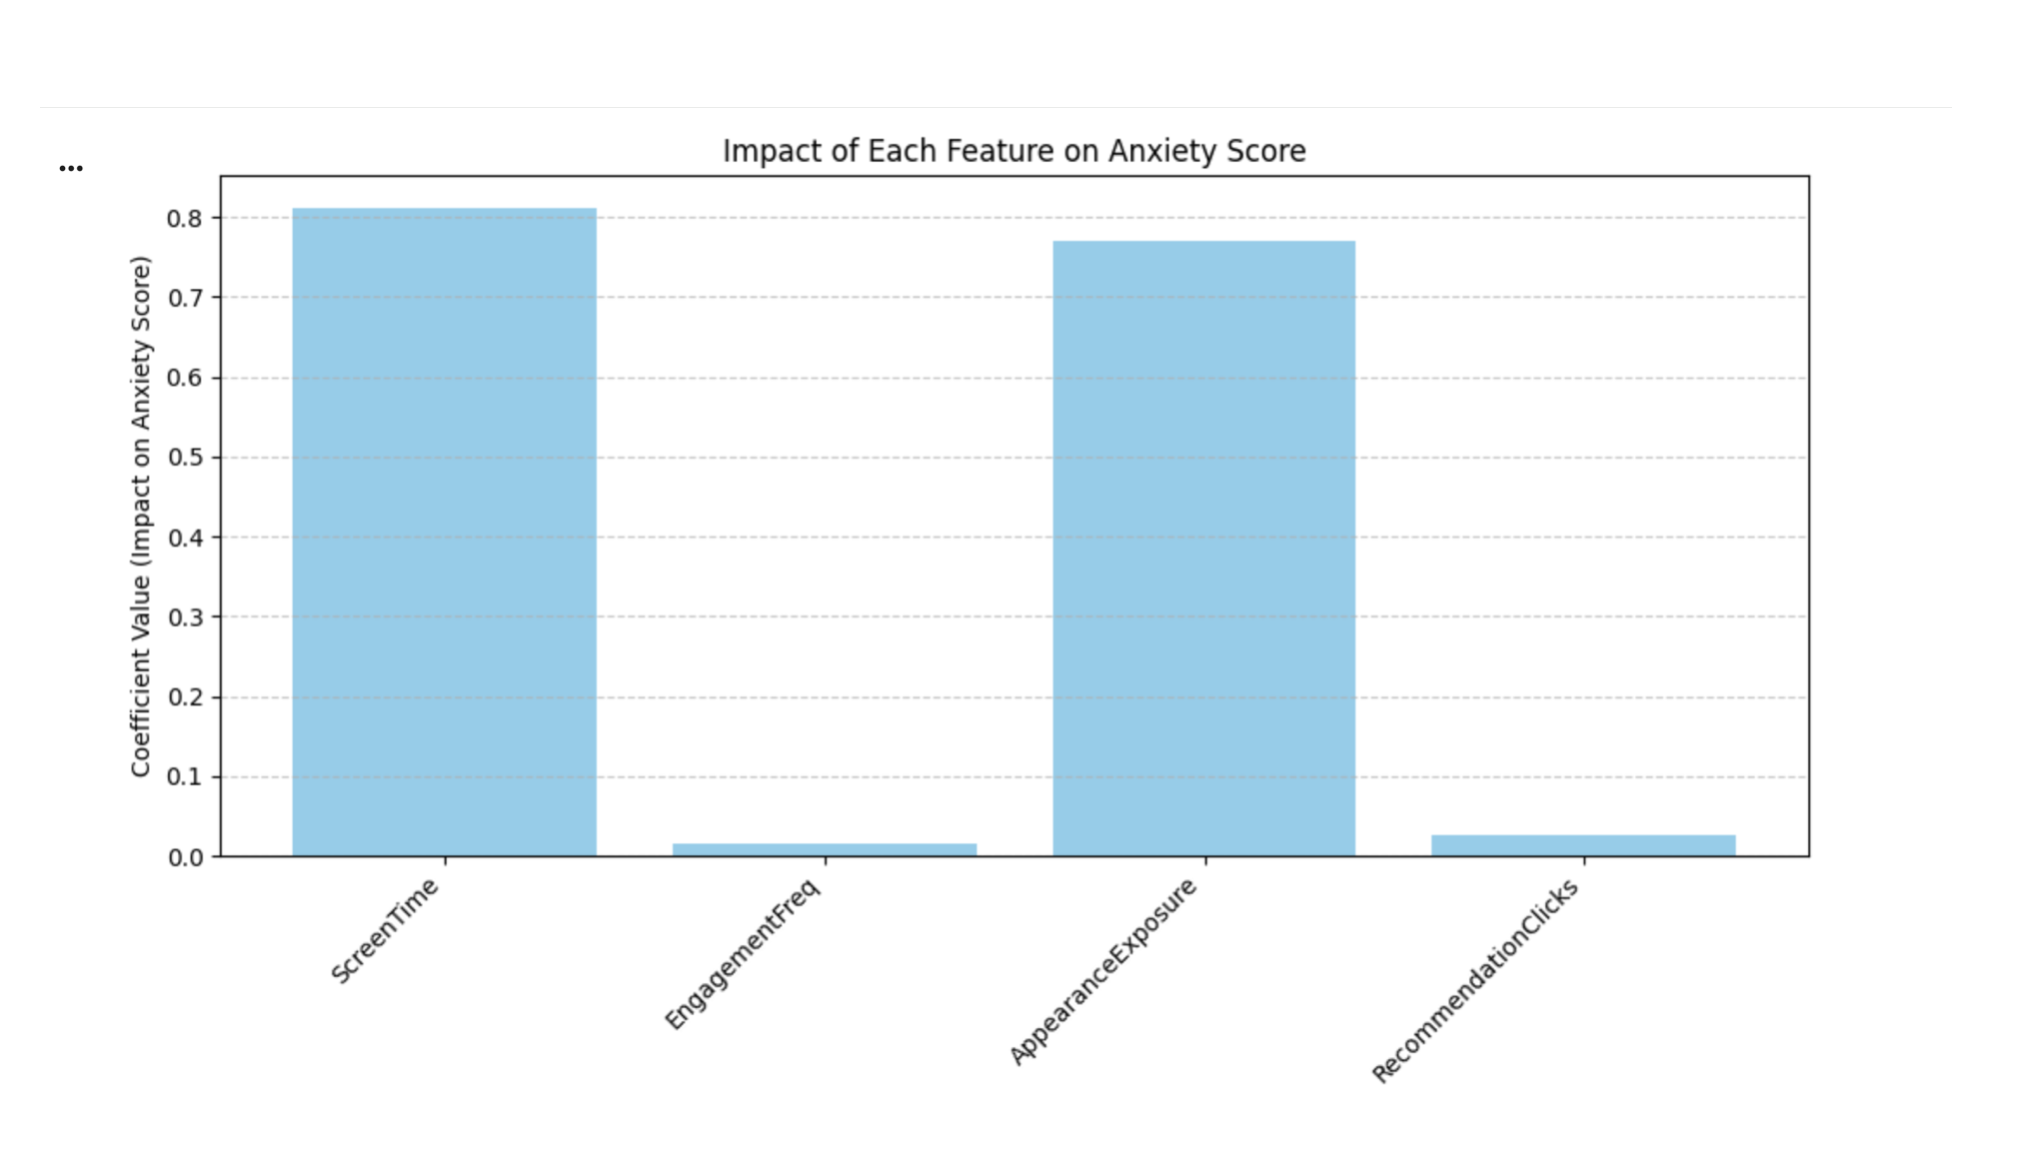 ...
Impact of Each Feature on Anxiety Score
Coefficient Value (Impact on Anxiety Score)
0.8
0.7
0.6
0.5
0.4
0.3
0.2
0.1
0.0
ScreenTime
EngagementFreq
AppearanceExposure
RecommendationClicks